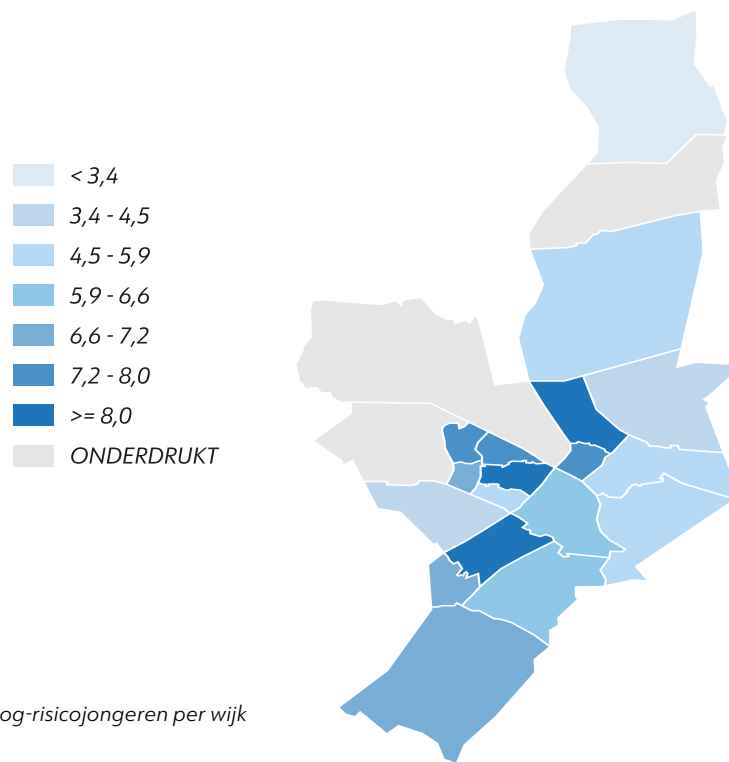 < 3,4
3,4 - 4,5
4,5 - 5,9
5,9 - 6,6
6,6 - 7,2
7,2 - 8,0
>= 8,0
ONDERDRUKT
og-risicojongeren per wijk